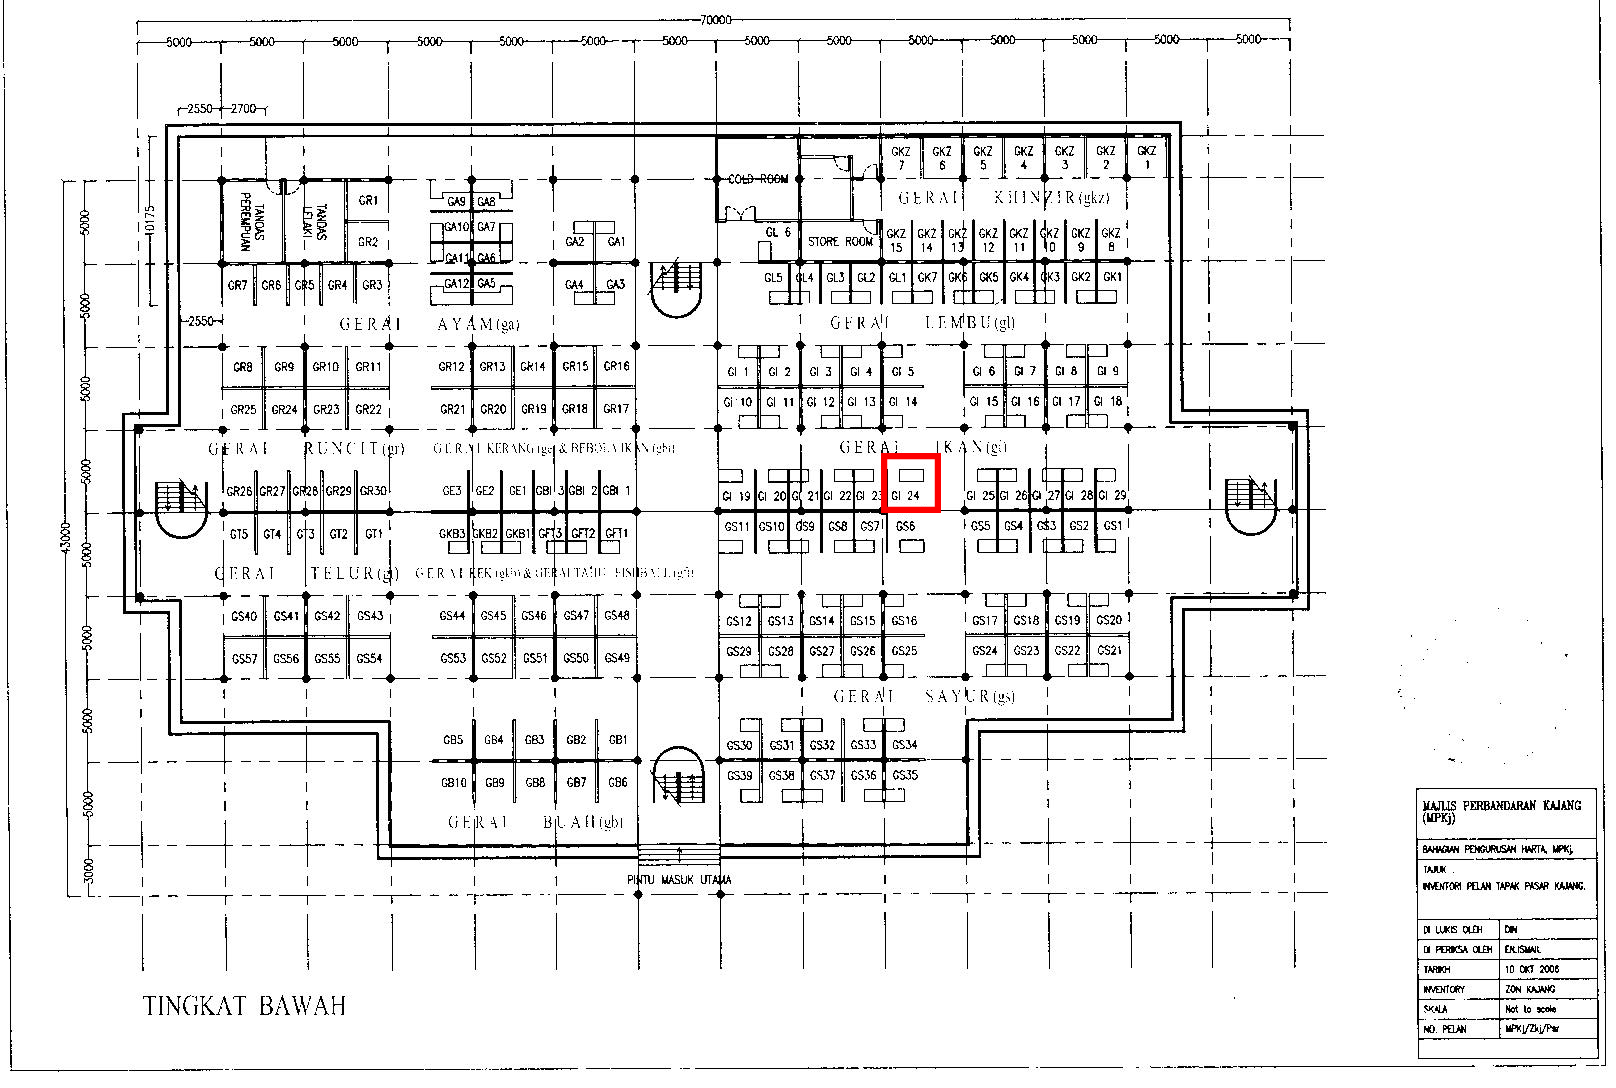 70000
5000 5000 5000 5000 5000 5000 5000 5000 5000 5000 5000 5000 5000 5000
2550 2700
GKZ 7 GKZ 6 GKZ 5 GKZ 4 GKZ 3 GKZ 2 GKZ 1
COLD ROOM
GERAI KHINZIR(gkz)
TANDAS PEREMPUAN
TANDAS LELAKI
GR1
GR2
GA9 GA8
GA10 GA7
GA11 GA6
GA12 GA5
GA2 GA1
GA4 GA3
GL 6
STORE ROOM
GKZ 15 GKZ 14 GKZ 13 GKZ 12 GKZ 11 GKZ 10 GKZ 9 GKZ 8
5000
10175
GR7 GR6 GR5 GR4 GR3
GL5 GL4 GL3 GL2 GL1 GK7 GK6 GK5 GK4 GK3 GK2 GK1
5000
2550
GERAI AYAM(ga)
GERAI LEMBU(gl)
GR8 GR9 GR10 GR11 GR12 GR13 GR14 GR15 GR16
GI 1 GI 2 GI 3 GI 4 GI 5 GI 6 GI 7 GI 8 GI 9
5000
GR25 GR24 GR23 GR22 GR21 GR20 GR19 GR18 GR17
GI 10 GI 11 GI 12 GI 13 GI 14 GI 15 GI 16 GI 17 GI 18
GERAI RUNCIT(gr)
GERAI KERANG(ge) & BEBOLA IKAN(gbi)
GERAI IKAN(gi)
5000
GR26 GR27 GR28 GR29 GR30 GE3 GE2 GE1 GBI 3 GBI 2 GBI 1
GI 19 GI 20 GI 21 GI 22 GI 23 GI 24 GI 25 GI 26 GI 27 GI 28 GI 29
43000
GT5 GT4 GT3 GT2 GT1 GKB3 GKB2 GKB1 GFT3 GFT2 GFT1
GS11 GS10 GS9 GS8 GS7 GS6 GS5 GS4 GS3 GS2 GS1
5000
GERAI TELUR(gt)
GERAI KEK(gkb) & GERAI TAHU FISHBALL(gft)
GS40 GS41 GS42 GS43 GS44 GS45 GS46 GS47 GS48
GS12 GS13 GS14 GS15 GS16 GS17 GS18 GS19 GS20
5000
GS57 GS56 GS55 GS54 GS53 GS52 GS51 GS50 GS49
GS29 GS28 GS27 GS26 GS25 GS24 GS23 GS22 GS21
GERAI SAYUR(gs)
5000
GB5 GB4 GB3 GB2 GB1
GS30 GS31 GS32 GS33 GS34
GB10 GB9 GB8 GB7 GB6
GS39 GS38 GS37 GS36 GS35
5000
GERAI BUAH(gb)
3000
PINTU MASUK UTAMA
TINGKAT BAWAH
MAJLIS PERBANDARAN KAJANG
(MPKj)
BAHAGIAN PENGURUSAN HARTA, MPKj.
TAJUK :
INVENTORI PELAN TAPAK PASAR KAJANG.
DI LUKIS OLEH DIN
DI PERIKSA OLEH EN.ISMAIL
TARIKH 10 OKT 2006
INVENTORY ZON KAJANG
SKALA Not to scale
NO. PELAN MPKj/Zkj/Psr